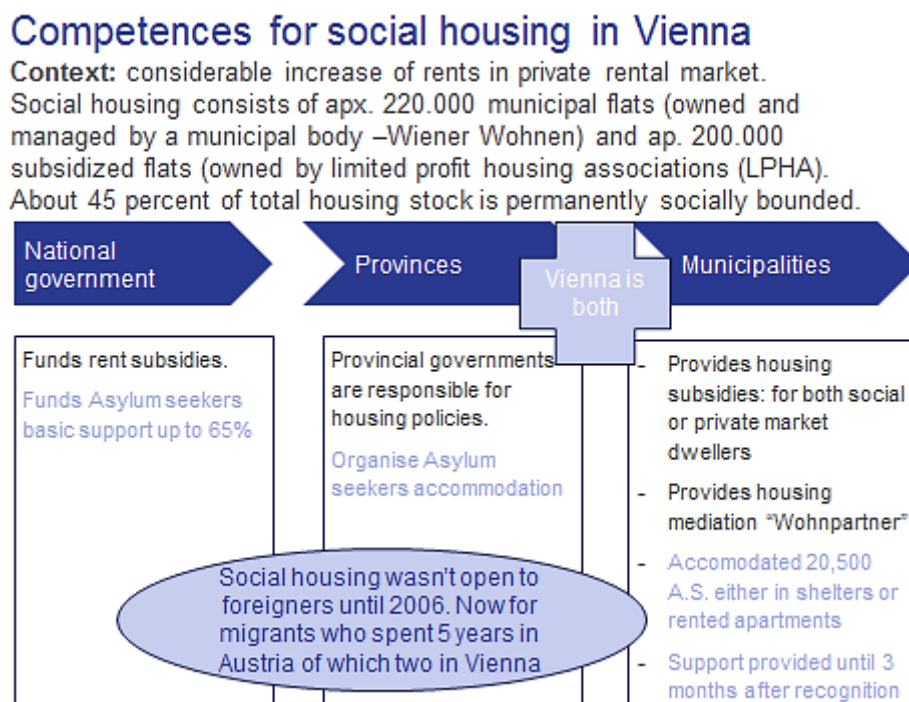 Competences for social housing in Vienna
Context: considerable increase of rents in private rental market.
Social housing consists of apx. 220.000 municipal flats (owned and
managed by a municipal body –Wiener Wohnen) and ap. 200.000
subsidized flats (owned by limited profit housing associations (LPHA).
About 45 percent of total housing stock is permanently socially bounded.
National
government
Provinces
Vienna is
both
Municipalities
Funds rent subsidies.
Funds Asylum seekers
basic support up to 65%
Provincial governments
are responsible for
housing policies.
Organise Asylum
seekers accommodation
- Provides housing
subsidies: for both social
or private market
dwellers
- Provides housing
mediation “Wohnpartner”
- Accomodated 20,500
A.S. either in shelters or
rented apartments
- Support provided until 3
months after recognition
Social housing wasn’t open to
foreigners until 2006. Now for
migrants who spent 5 years in
Austria of which two in Vienna